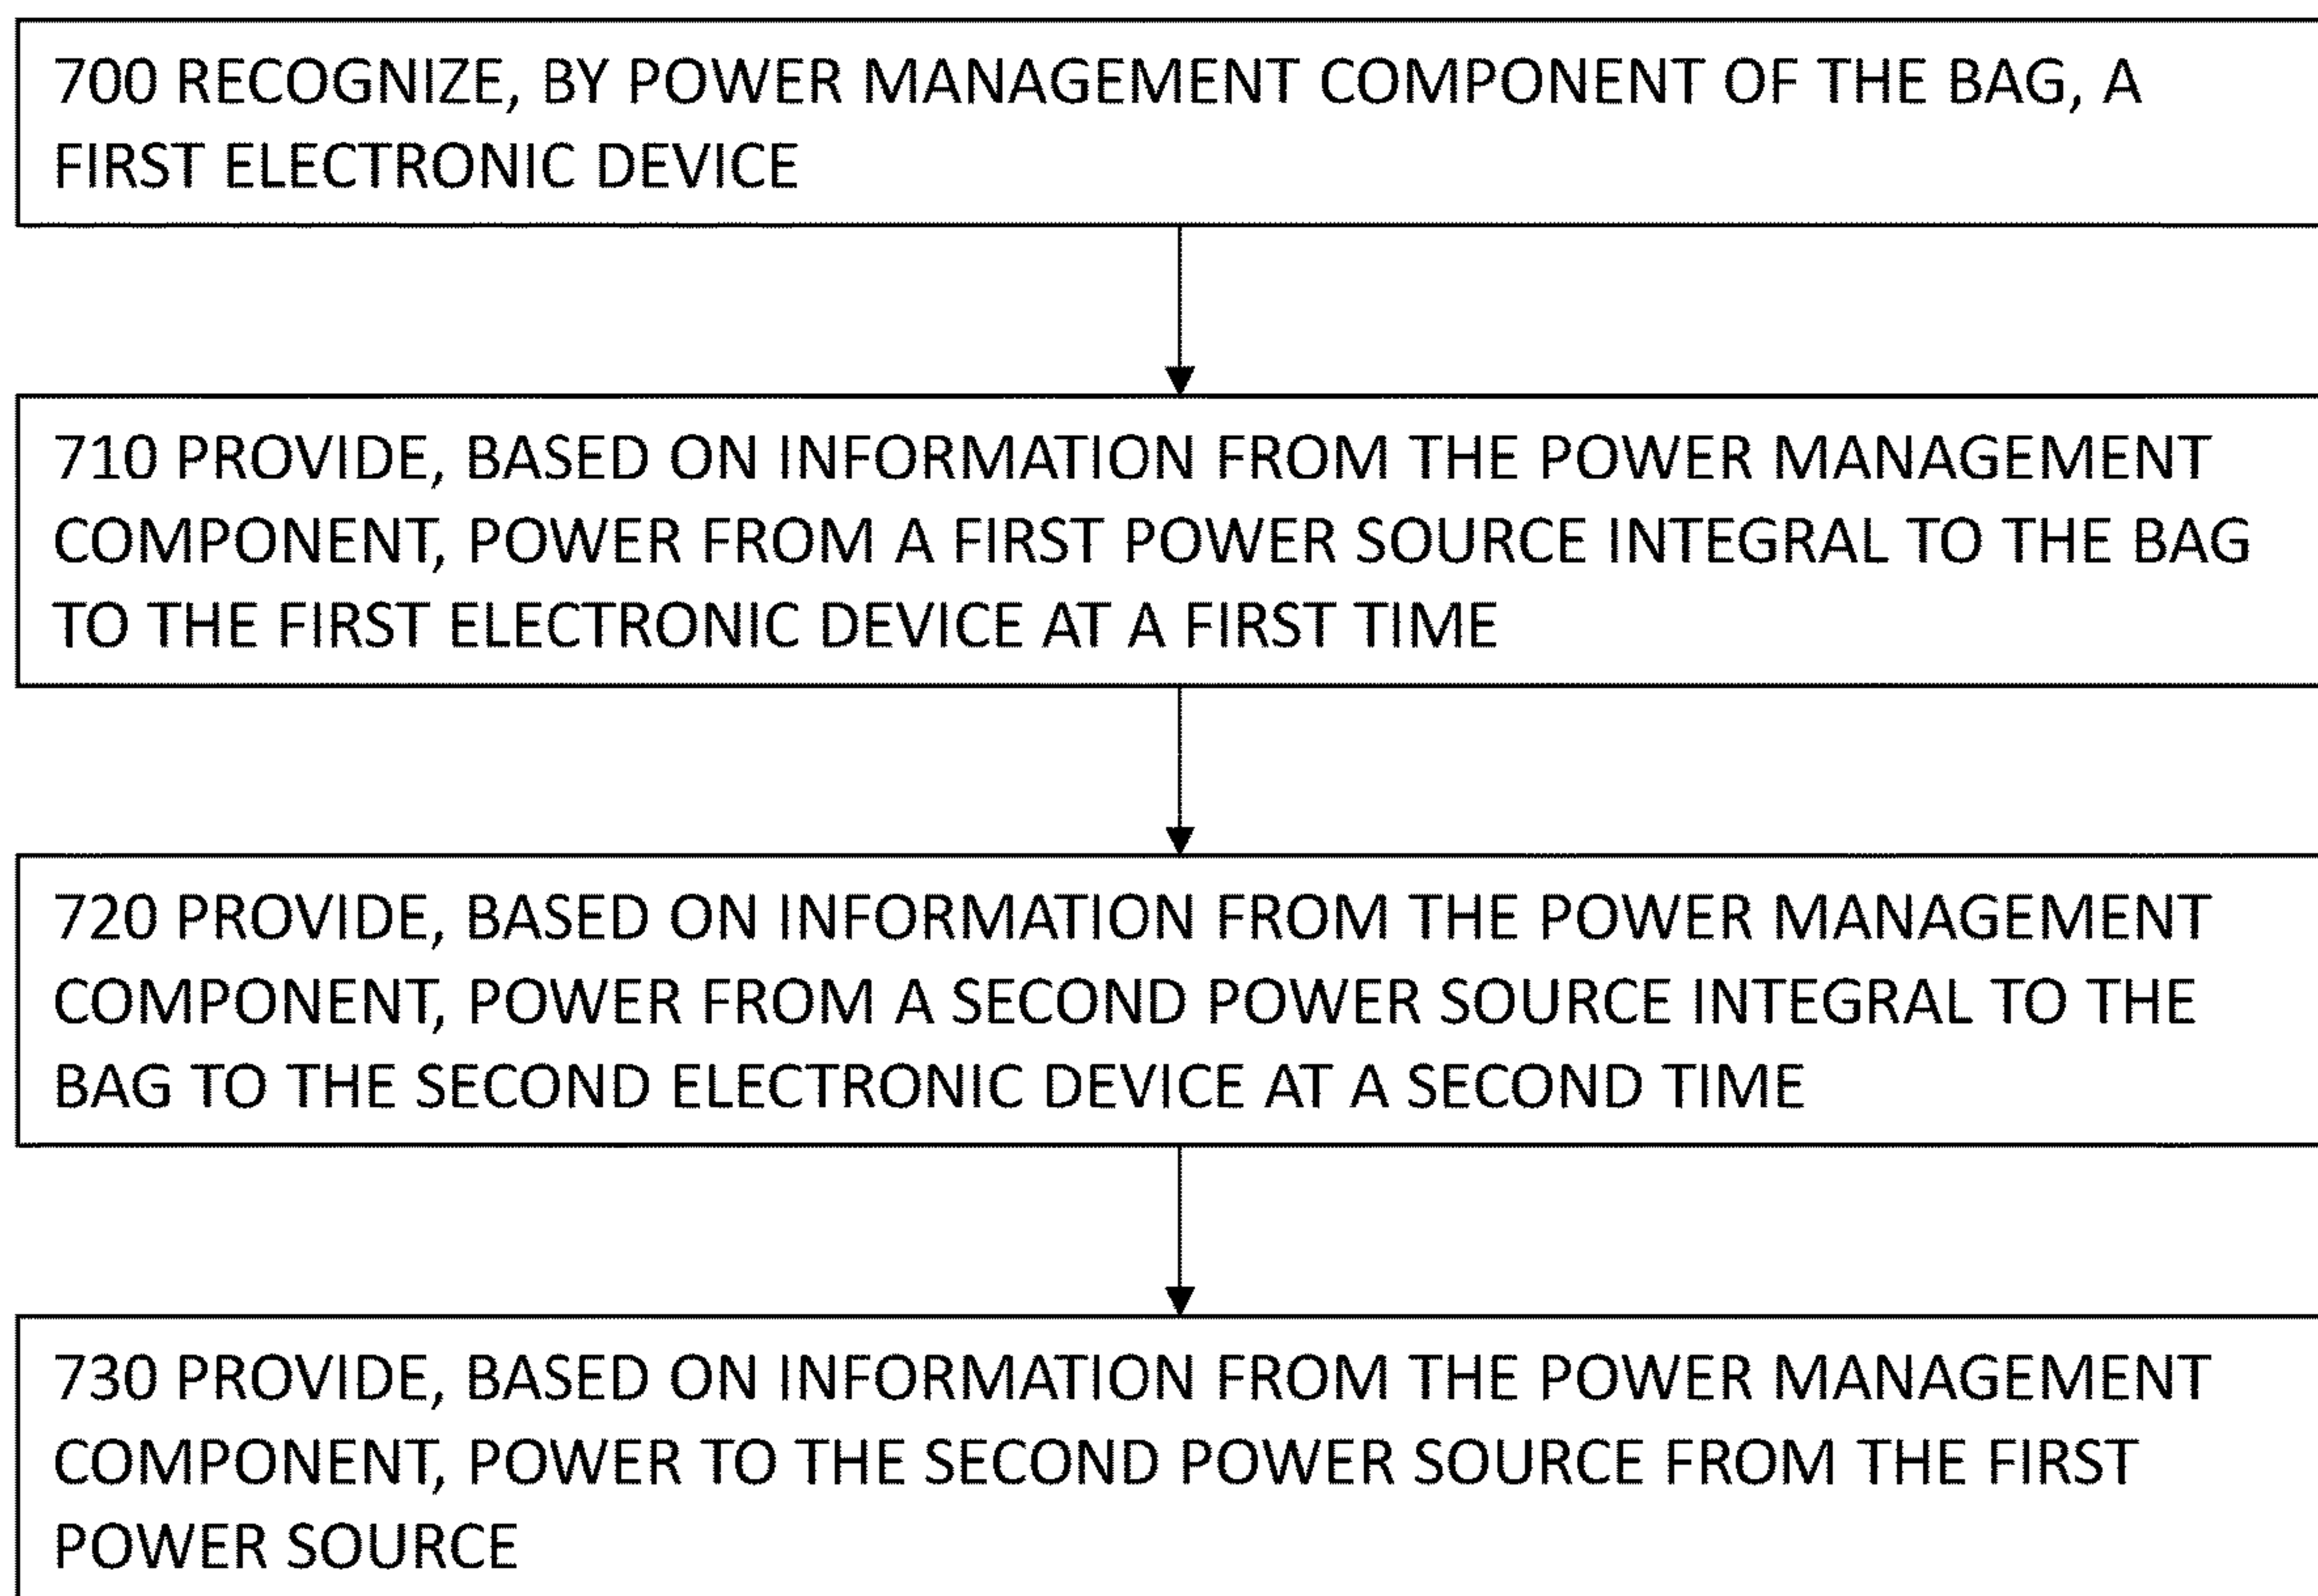 700 RECOGNIZE, BY POWER MANAGEMENT COMPONENT OF THE BAG, A
FIRST ELECTRONIC DEVICE
710 PROVIDE, BASED ON INFORMATION FROM THE POWER MANAGEMENT
COMPONENT, POWER FROM A FIRST POWER SOURCE INTEGRAL TO THE BAG
TO THE FIRST ELECTRONIC DEVICE AT A FIRST TIME
720 PROVIDE, BASED ON INFORMATION FROM THE POWER MANAGEMENT
COMPONENT, POWER FROM A SECOND POWER SOURCE INTEGRAL TO THE
BAG TO THE SECOND ELECTRONIC DEVICE AT A SECOND TIME
730 PROVIDE, BASED ON INFORMATION FROM THE POWER MANAGEMENT
COMPONENT, POWER TO THE SECOND POWER SOURCE FROM THE FIRST
POWER SOURCE